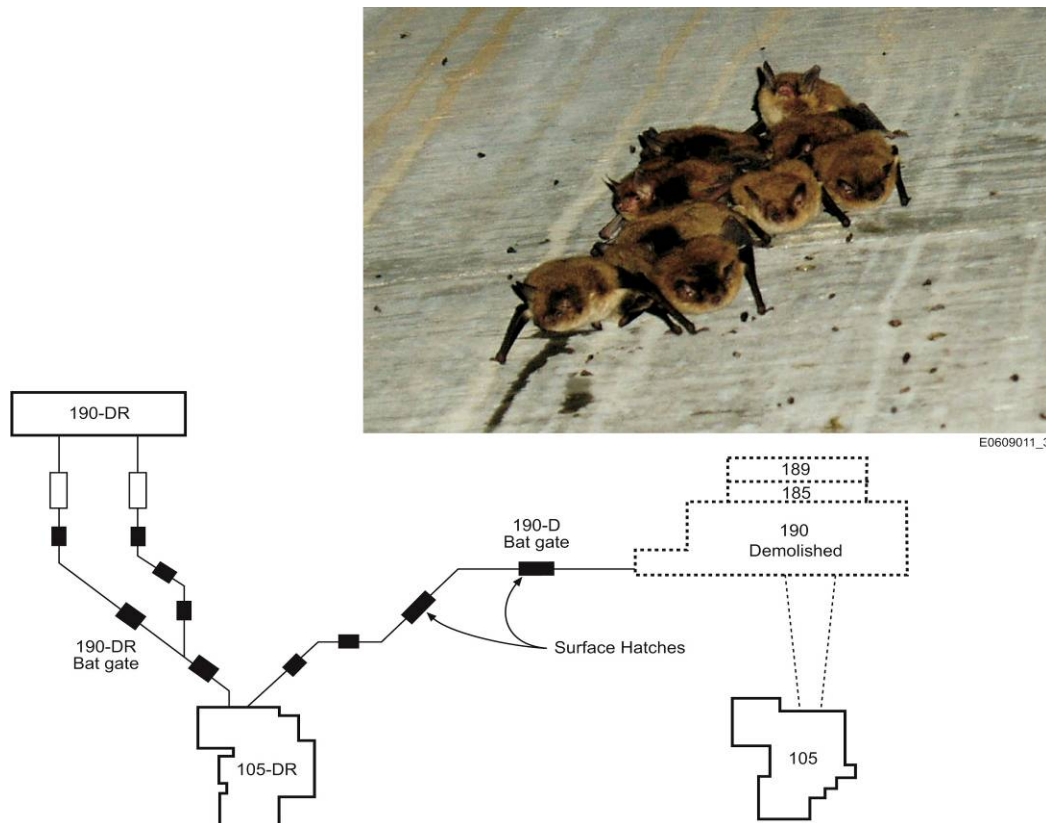 E0609011_3
190-DR
189
185
190-D
Bat gate
190
Demolished
190-DR
Bat gate
Surface Hatches
105-DR
105